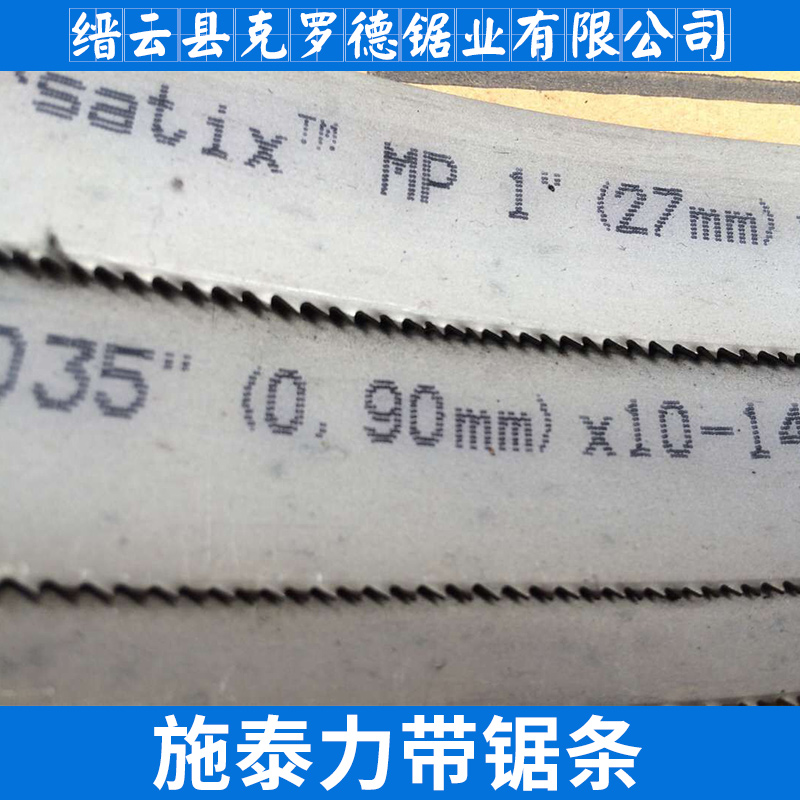 缙云县克罗德锯业有限公司
satix™ MP 1" (27mm)
035" (0,90mm) x10-14
施泰力带锯条